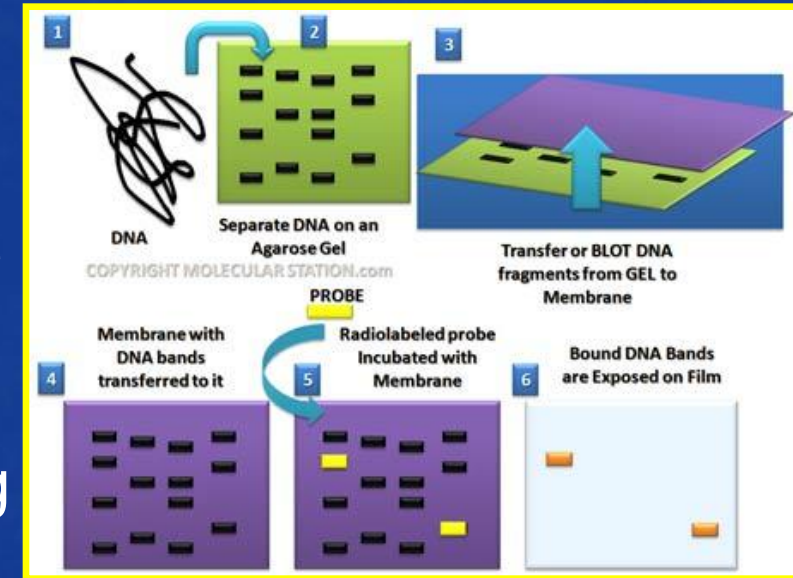 1
2
3
DNA
Separate DNA on an
Agarose Gel
COPYRIGHT MOLECULAR STATION.com
Transfer or BLOT DNA
fragments from GEL to
Membrane
PROBE
Membrane with
DNA bands
transferred to it
4
Radiolabeled probe
Incubated with
Membrane
5
Bound DNA Bands
are Exposed on Film
6
g